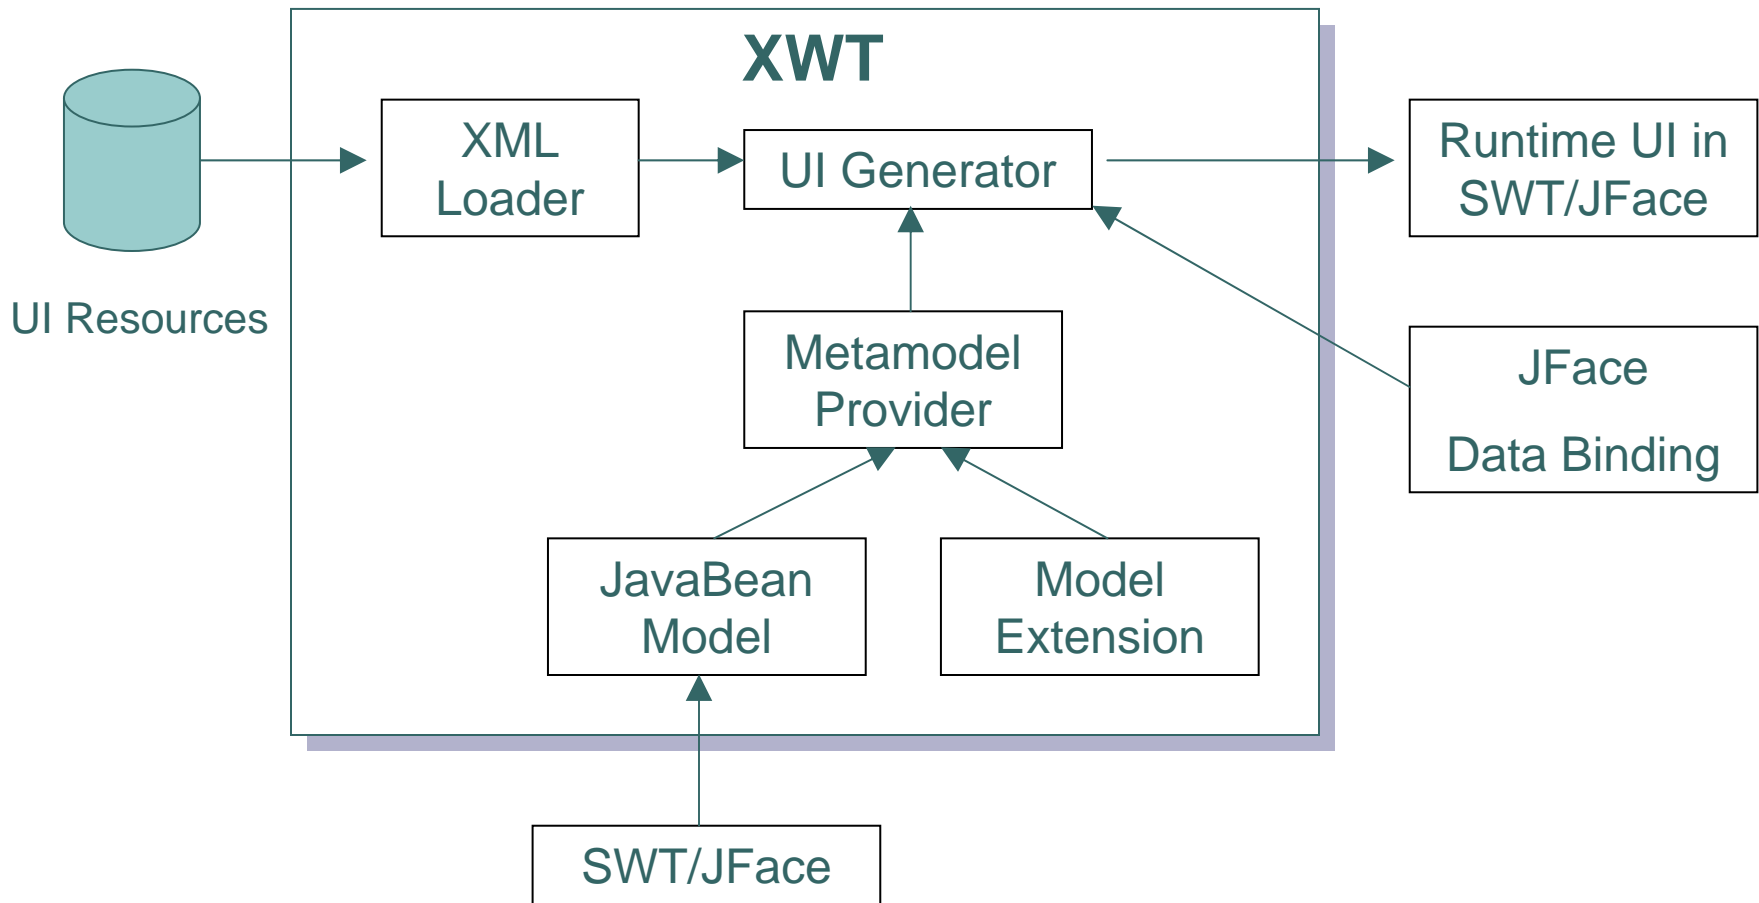 XWT
XML
Loader
UI Generator
Runtime UI in
SWT/JFace
UI Resources
Metamodel
Provider
JFace
Data Binding
JavaBean
Model
Model
Extension
SWT/JFace